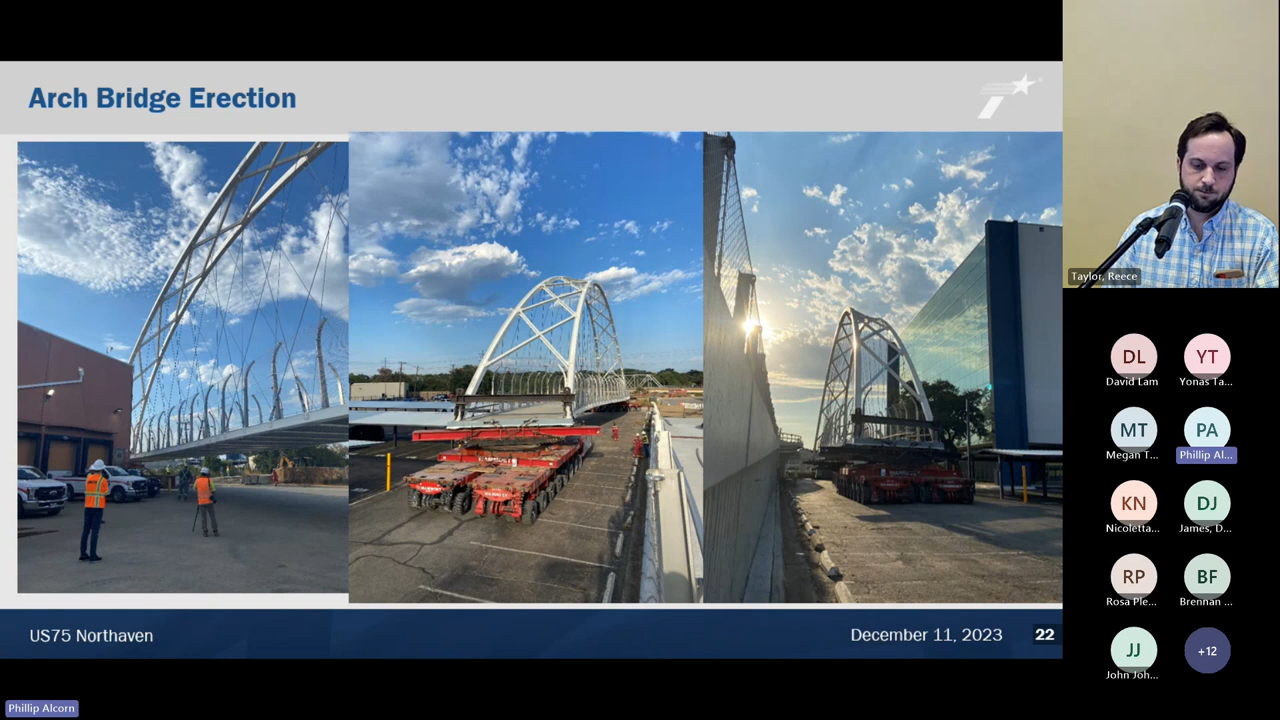 Arch Bridge Erection
US75 Northaven
December 11, 2023
22
Taylor, Reece
DL
YT
David Lam
Yonas Ta...
MT
PA
Megan T...
Phillip Al...
KN
DJ
Nicoletta...
James, D...
RP
BF
Rosa Ple...
Brennan ...
JJ
+12
John Joh...
Phillip Alcorn